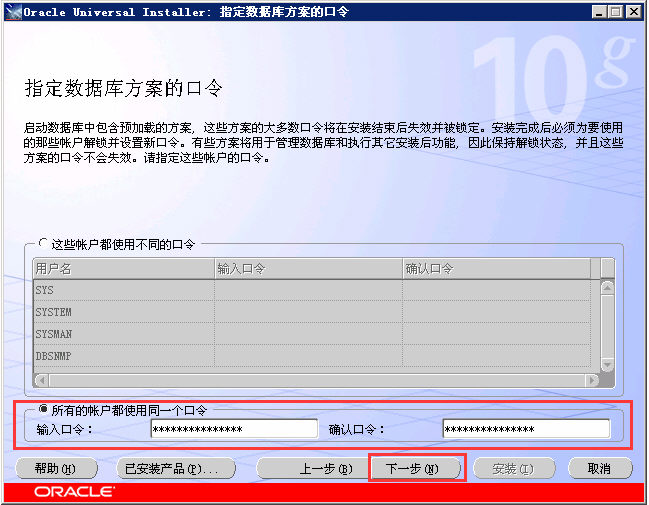 Oracle Universal Installer: 指定数据库方案的口令
10g
指定数据库方案的口令
启动数据库中包含预加载的方案，这些方案的大多数口令将在安装结束后失效并被锁定。安装完成后必须为要使用
的那些帐户解锁并设置新口令。有些方案将用于管理数据库和执行其它安装后功能，因此保持解锁状态，并且这些
方案的口令不会失效。请指定这些帐户的口令。
这些帐户都使用不同的口令
用户名 输入口令 确认口令
SYS
SYSTEM
SYSMAN
DBSNMP
所有的帐户都使用同一个口令
输入口令： *************** 确认口令： ***************
帮助(H) 已安装产品(P)... 上一步(B) 下一步(N) 安装(I) 取消
ORACLE